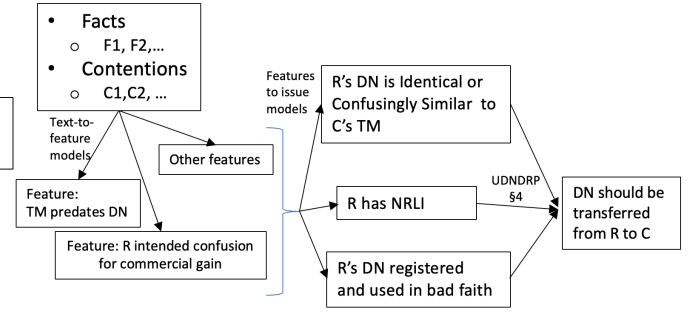 • Facts
o F1, F2,…
• Contentions
o C1,C2, …
Text-to-
feature
models
Other features
Feature:
TM predates DN
Feature: R intended confusion
for commercial gain
Features
to issue
models
R’s DN is Identical or
Confusingly Similar to
C’s TM
R has NRLI
R’s DN registered
and used in bad faith
UDNDRP
§4
DN should be
transferred
from R to C